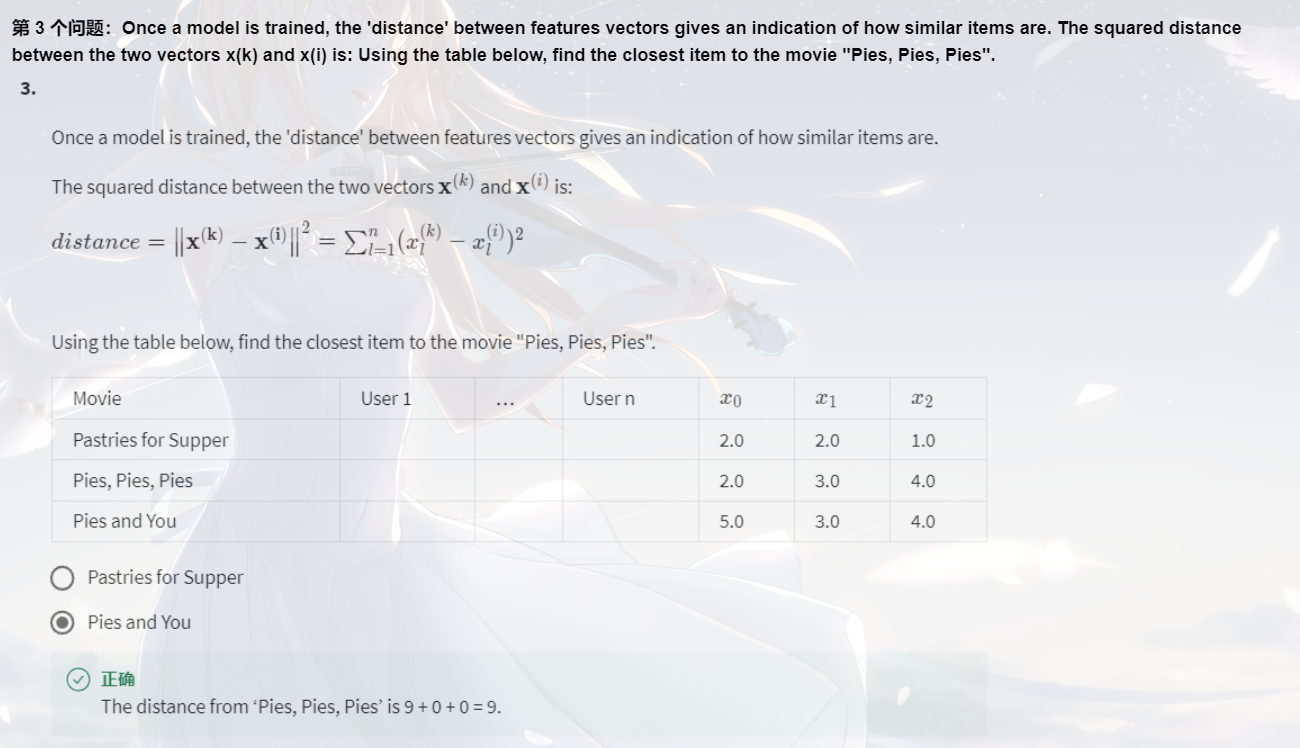 第 3 个问题：Once a model is trained, the 'distance' between features vectors gives an indication of how similar items are. The squared distance
between the two vectors x(k) and x(i) is: Using the table below, find the closest item to the movie "Pies, Pies, Pies".
3.
Once a model is trained, the 'distance' between features vectors gives an indication of how similar items are.
The squared distance between the two vectors x^(k) and x^(i) is:
distance = ||x^(k) − x^(i)||^2 = ∑_{l=1}^{n} (x_l^(k) − x_l^(i))^2
Using the table below, find the closest item to the movie "Pies, Pies, Pies".
Movie User 1 ... User n x_0 x_1 x_2
Pastries for Supper 2.0 2.0 1.0
Pies, Pies, Pies 2.0 3.0 4.0
Pies and You 5.0 3.0 4.0
Pastries for Supper
Pies and You
正确
The distance from ‘Pies, Pies, Pies’ is 9 + 0 + 0 = 9.